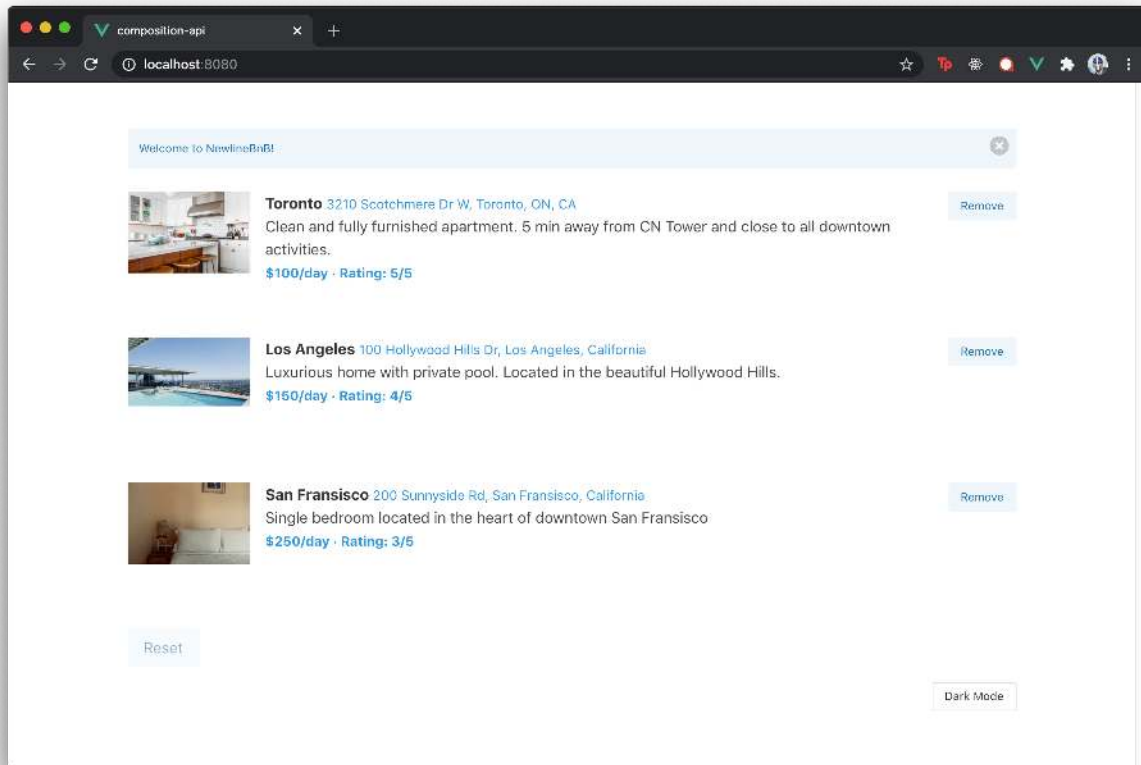 composition-api
localhost:8080
Tp
Welcome to NewlineBnB!
Toronto 3210 Scotchmere Dr W, Toronto, ON, CA
Remove
Clean and fully furnished apartment. 5 min away from CN Tower and close to all downtown
activities.
$100/day · Rating: 5/5
Los Angeles 100 Hollywood Hills Dr, Los Angeles, California
Remove
Luxurious home with private pool. Located in the beautiful Hollywood Hills.
$150/day · Rating: 4/5
San Fransisco 200 Sunnyside Rd, San Fransisco, California
Remove
Single bedroom located in the heart of downtown San Fransisco
$250/day · Rating: 3/5
Reset
Dark Mode